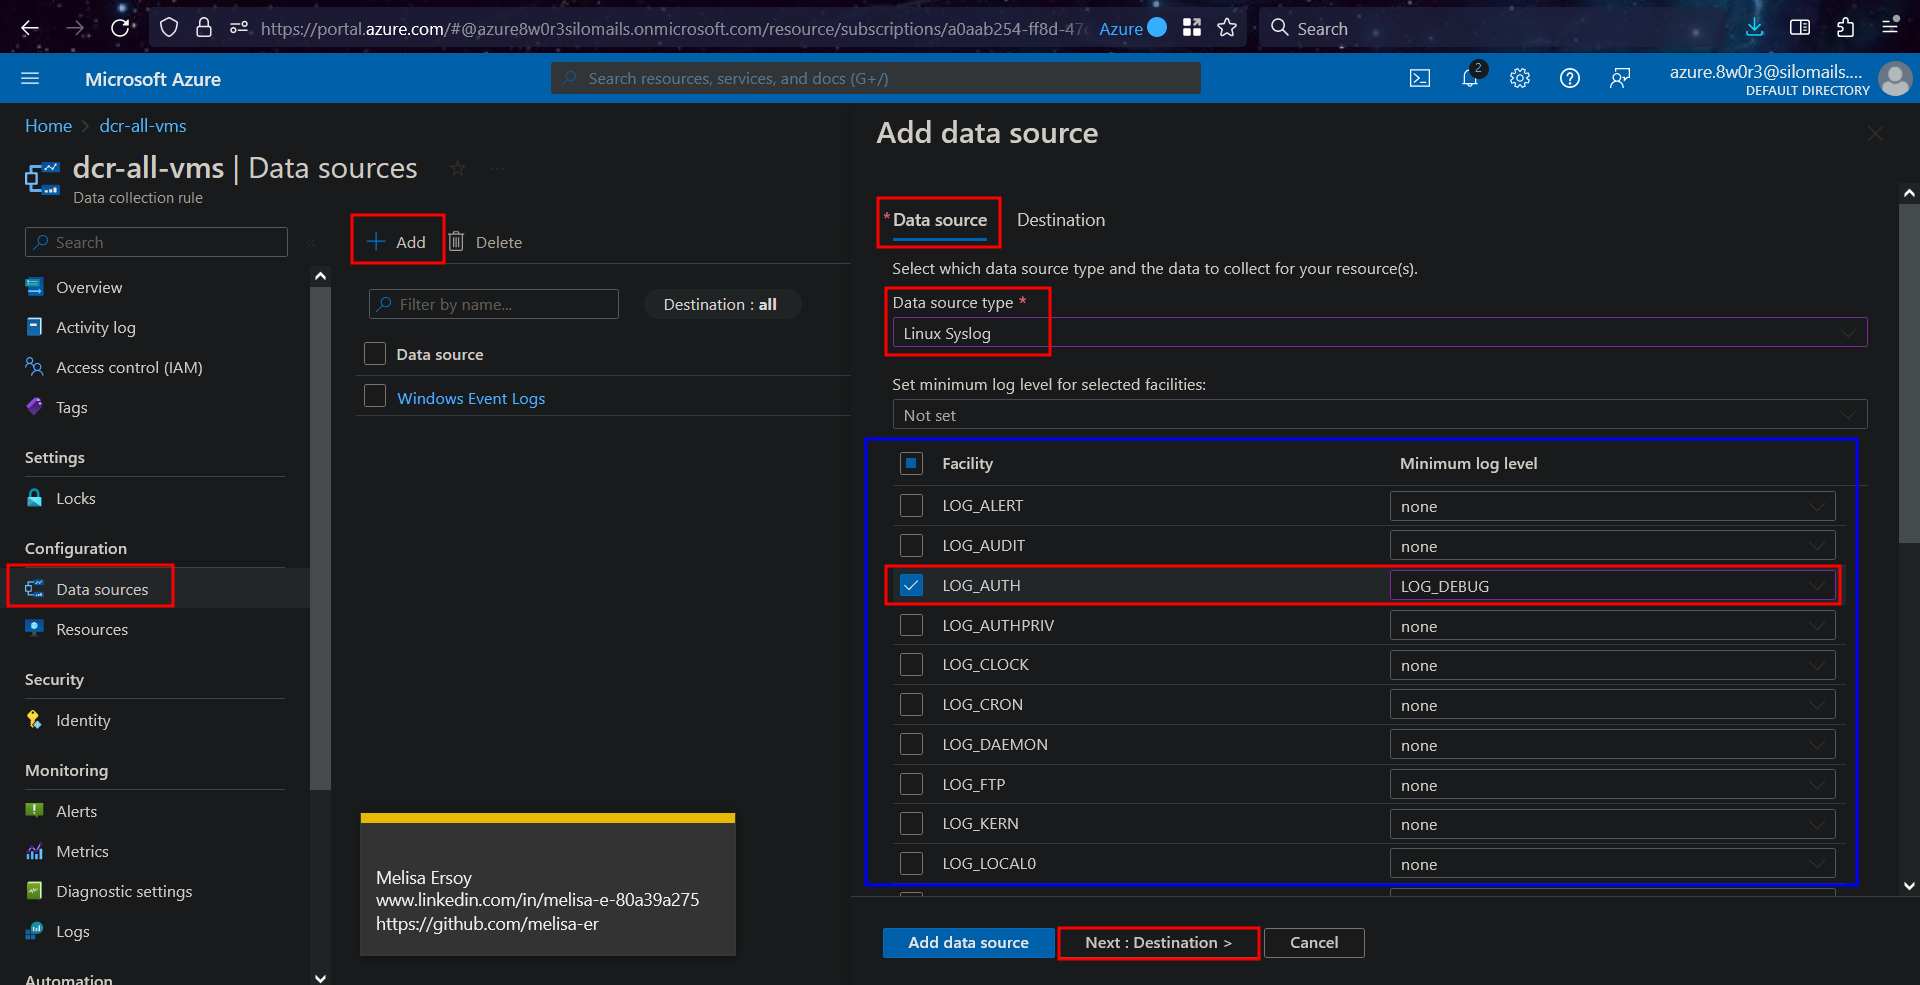 https://portal.azure.com/#@azure8w0r3silomails.onmicrosoft.com/resource/subscriptions/a0aab254-ff8d-47
Azure
Search
Microsoft Azure
Search resources, services, and docs (G+/)
2
azure.8w0r3@silomails....
DEFAULT DIRECTORY
Home > dcr-all-vms
dcr-all-vms | Data sources
...
Data collection rule
Search
Overview
Activity log
Access control (IAM)
Tags
Settings
Locks
Configuration
Data sources
Resources
Security
Identity
Monitoring
Alerts
Metrics
Diagnostic settings
Logs
Automation
Add
Delete
Filter by name...
Destination : all
Data source
Windows Event Logs
Melisa Ersoy
www.linkedin.com/in/melisa-e-80a39a275
https://github.com/melisa-er
Add data source
* Data source
Destination
Select which data source type and the data to collect for your resource(s).
Data source type *
Linux Syslog
Set minimum log level for selected facilities:
Not set
Facility Minimum log level
LOG_ALERT none
LOG_AUDIT none
LOG_AUTH LOG_DEBUG
LOG_AUTHPRIV none
LOG_CLOCK none
LOG_CRON none
LOG_DAEMON none
LOG_FTP none
LOG_KERN none
LOG_LOCAL0 none
Add data source
Next : Destination >
Cancel